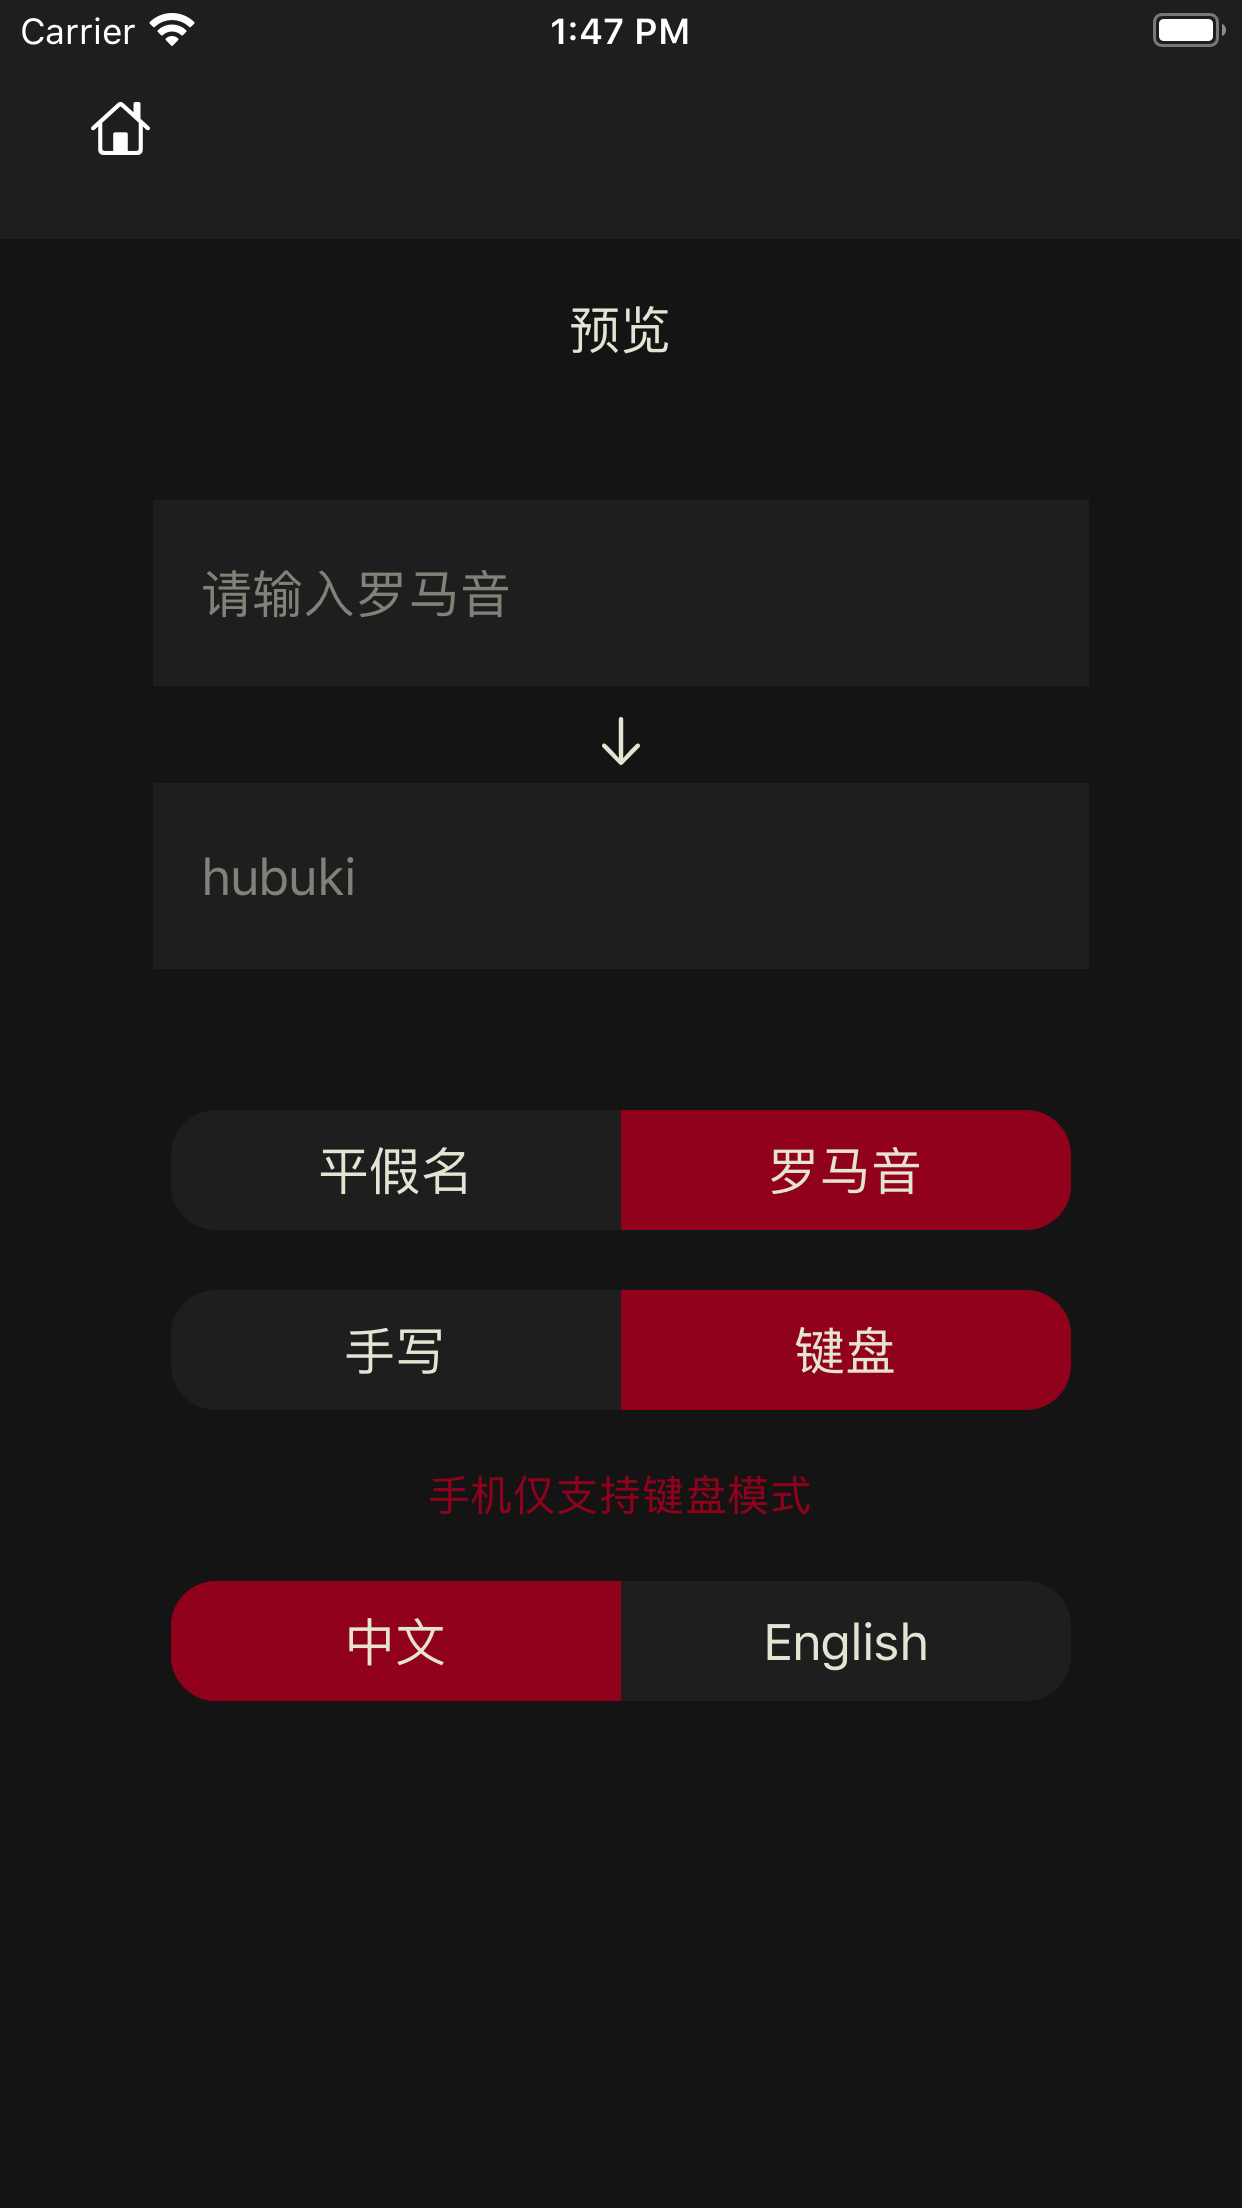 Carrier 1:47 PM
预览
请输入罗马音
hubuki
平假名 罗马音
手写 键盘
手机仅支持键盘模式
中文 English